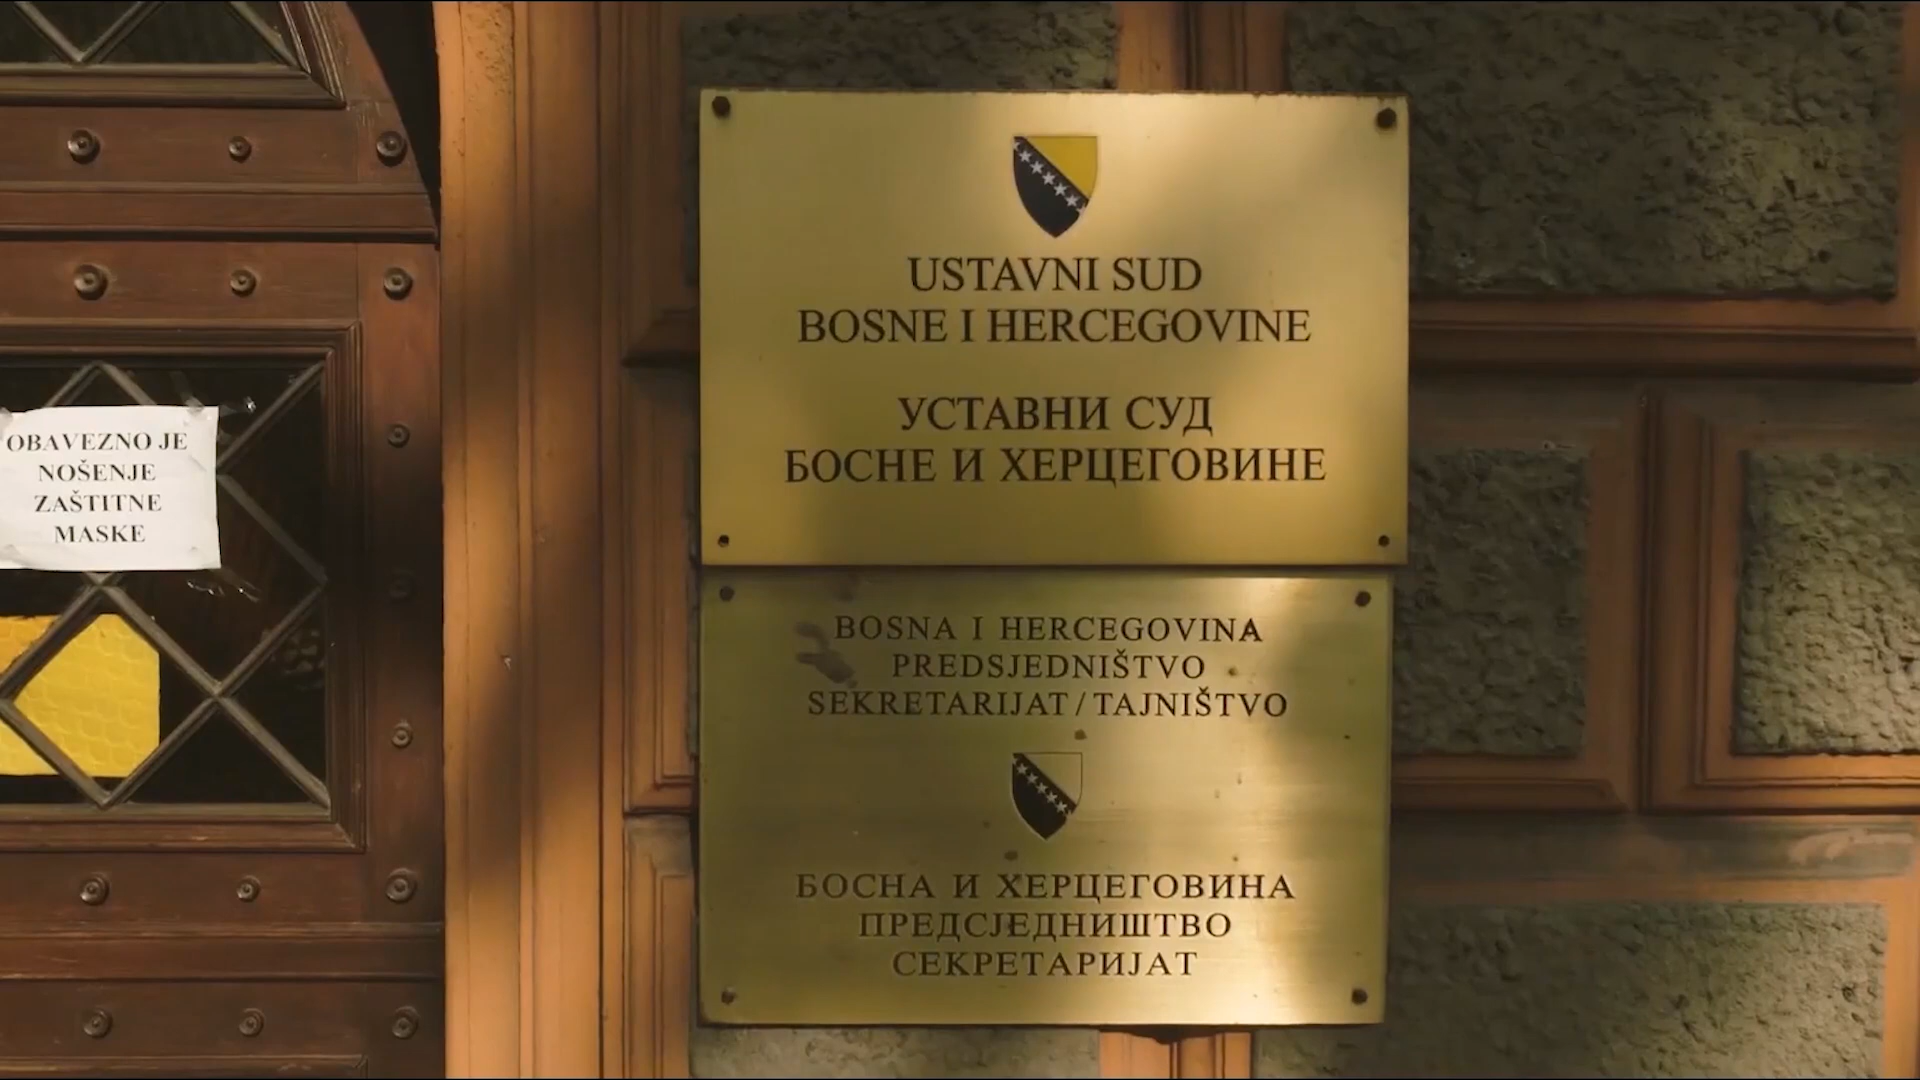 OBAVEZNO JE
NOŠENJE
ZAŠTITNE
MASKE
USTAVNI SUD
BOSNE I HERCEGOVINE
УСТАВНИ СУД
БОСНЕ И ХЕРЦЕГОВИНЕ
BOSNA I HERCEGOVINA
PREDSJEDNIŠTVO
SEKRETARIJAT / TAJNIŠTVO
БОСНА И ХЕРЦЕГОВИНА
ПРЕДСЈЕДНИШТВО
СЕКРЕТАРИЈАТ